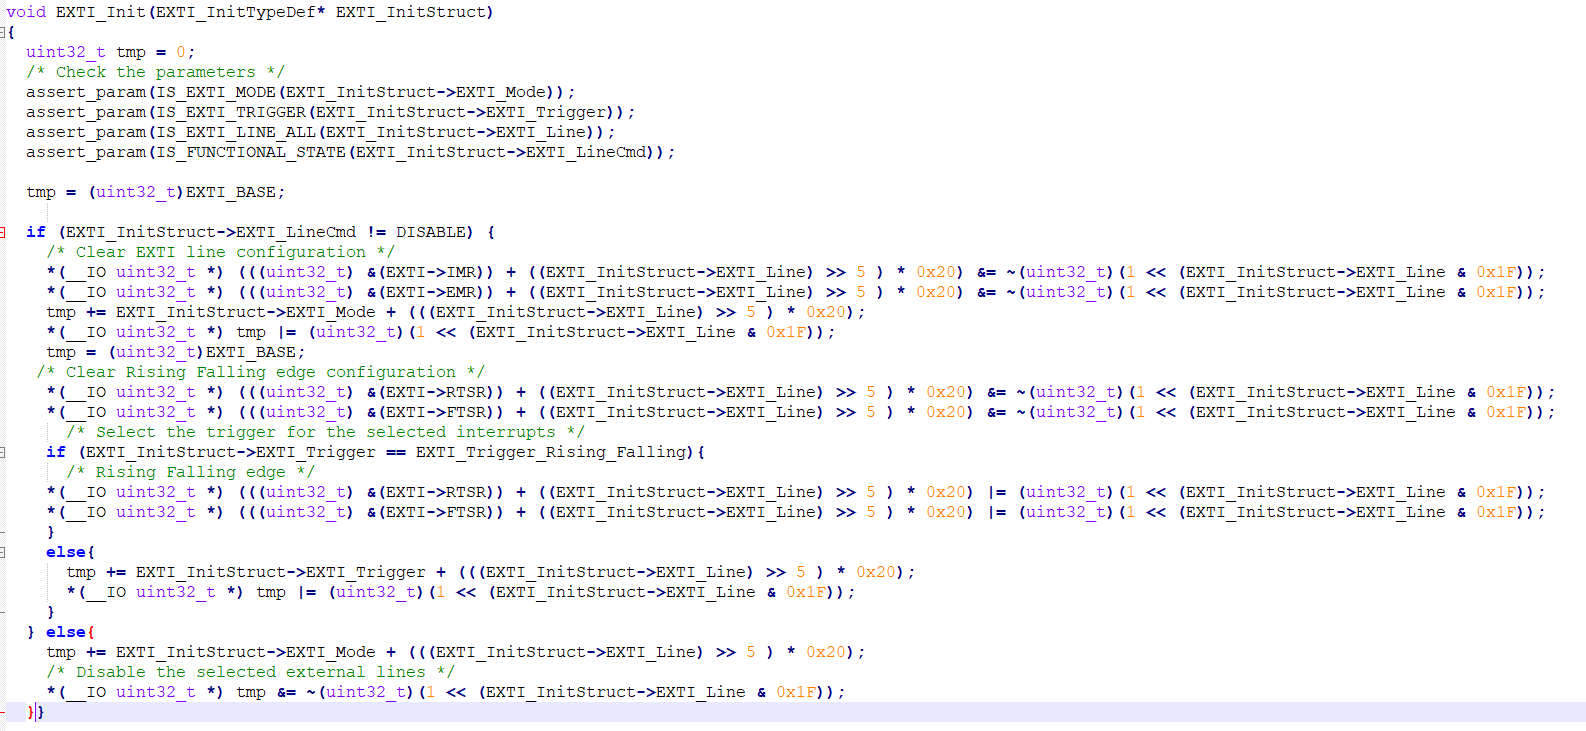 void EXTI_Init(EXTI_InitTypeDef* EXTI_InitStruct)
{
  uint32_t tmp = 0;
  /* Check the parameters */
  assert_param(IS_EXTI_MODE(EXTI_InitStruct->EXTI_Mode));
  assert_param(IS_EXTI_TRIGGER(EXTI_InitStruct->EXTI_Trigger));
  assert_param(IS_EXTI_LINE_ALL(EXTI_InitStruct->EXTI_Line));
  assert_param(IS_FUNCTIONAL_STATE(EXTI_InitStruct->EXTI_LineCmd));

  tmp = (uint32_t)EXTI_BASE;

  if (EXTI_InitStruct->EXTI_LineCmd != DISABLE) {
    /* Clear EXTI line configuration */
    *(__IO uint32_t *) (((uint32_t) &(EXTI->IMR)) + ((EXTI_InitStruct->EXTI_Line) >> 5 ) * 0x20) &= ~(uint32_t)(1 << (EXTI_InitStruct->EXTI_Line & 0x1F));
    *(__IO uint32_t *) (((uint32_t) &(EXTI->EMR)) + ((EXTI_InitStruct->EXTI_Line) >> 5 ) * 0x20) &= ~(uint32_t)(1 << (EXTI_InitStruct->EXTI_Line & 0x1F));
    tmp += EXTI_InitStruct->EXTI_Mode + (((EXTI_InitStruct->EXTI_Line) >> 5 ) * 0x20);
    *(__IO uint32_t *) tmp |= (uint32_t)(1 << (EXTI_InitStruct->EXTI_Line & 0x1F));
    tmp = (uint32_t)EXTI_BASE;
   /* Clear Rising Falling edge configuration */
    *(__IO uint32_t *) (((uint32_t) &(EXTI->RTSR)) + ((EXTI_InitStruct->EXTI_Line) >> 5 ) * 0x20) &= ~(uint32_t)(1 << (EXTI_InitStruct->EXTI_Line & 0x1F));
    *(__IO uint32_t *) (((uint32_t) &(EXTI->FTSR)) + ((EXTI_InitStruct->EXTI_Line) >> 5 ) * 0x20) &= ~(uint32_t)(1 << (EXTI_InitStruct->EXTI_Line & 0x1F));
      /* Select the trigger for the selected interrupts */
    if (EXTI_InitStruct->EXTI_Trigger == EXTI_Trigger_Rising_Falling){
      /* Rising Falling edge */
    *(__IO uint32_t *) (((uint32_t) &(EXTI->RTSR)) + ((EXTI_InitStruct->EXTI_Line) >> 5 ) * 0x20) |= (uint32_t)(1 << (EXTI_InitStruct->EXTI_Line & 0x1F));
    *(__IO uint32_t *) (((uint32_t) &(EXTI->FTSR)) + ((EXTI_InitStruct->EXTI_Line) >> 5 ) * 0x20) |= (uint32_t)(1 << (EXTI_InitStruct->EXTI_Line & 0x1F));
    }
    else{
      tmp += EXTI_InitStruct->EXTI_Trigger + (((EXTI_InitStruct->EXTI_Line) >> 5 ) * 0x20);
      *(__IO uint32_t *) tmp |= (uint32_t)(1 << (EXTI_InitStruct->EXTI_Line & 0x1F));
    }
  } else{
    tmp += EXTI_InitStruct->EXTI_Mode + (((EXTI_InitStruct->EXTI_Line) >> 5 ) * 0x20);
    /* Disable the selected external lines */
    *(__IO uint32_t *) tmp &= ~(uint32_t)(1 << (EXTI_InitStruct->EXTI_Line & 0x1F));
  }}